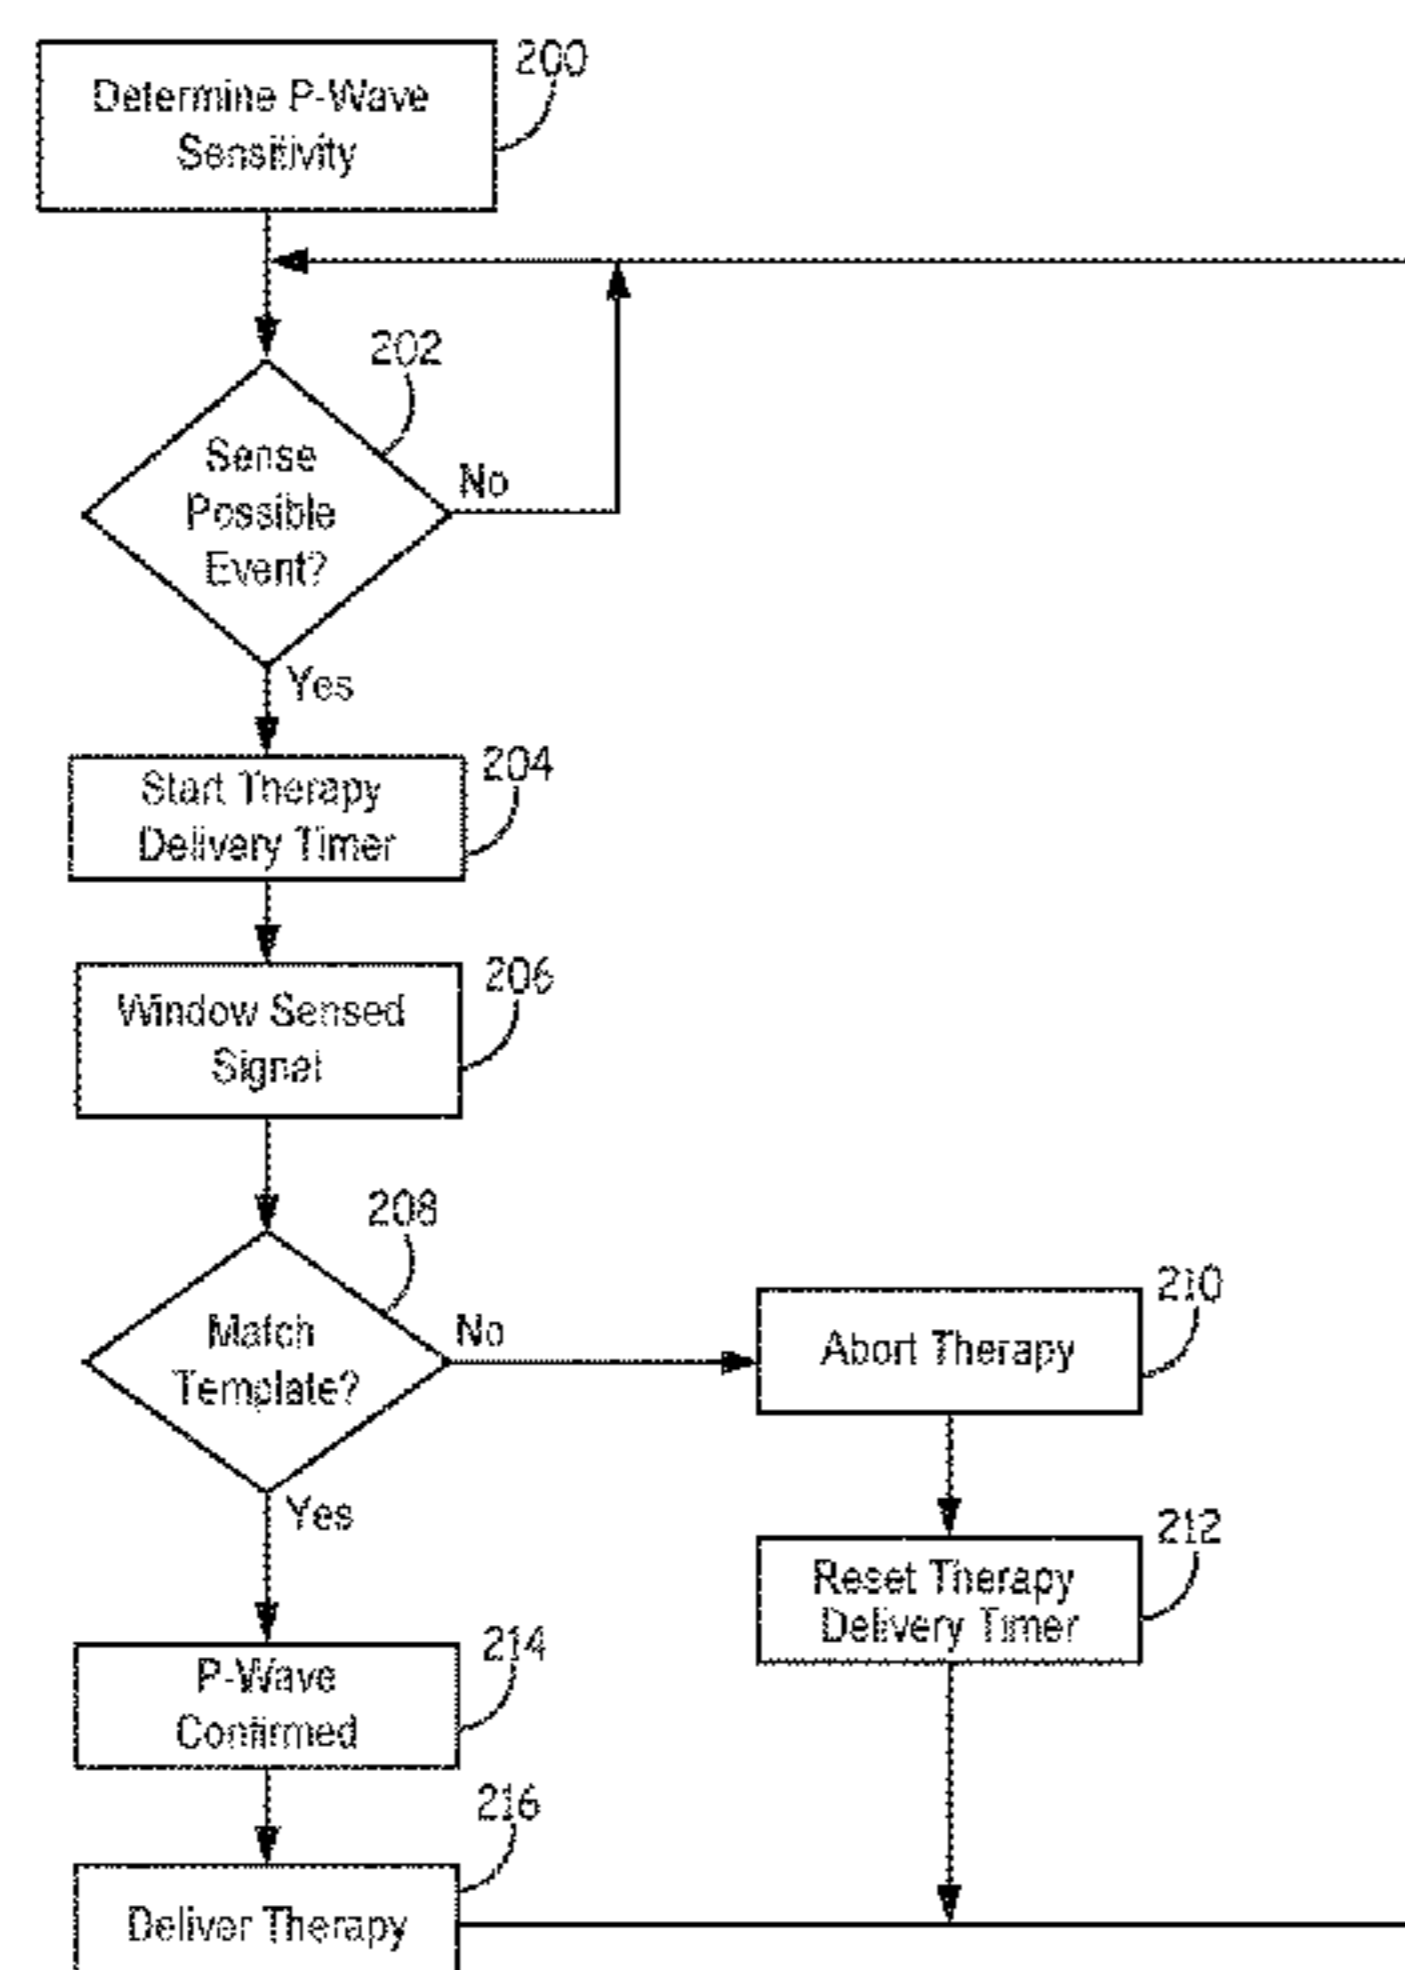 200
Determine P-Wave
Sensitivity
202
Sense
Possible
Event?
No
Yes
204
Start Therapy
Delivery Timer
206
Window Sensed
Signal
208
Match
Template?
No
210
Abort Therapy
Yes
212
Reset Therapy
Delivery Timer
214
P-Wave
Confirmed
216
Deliver Therapy